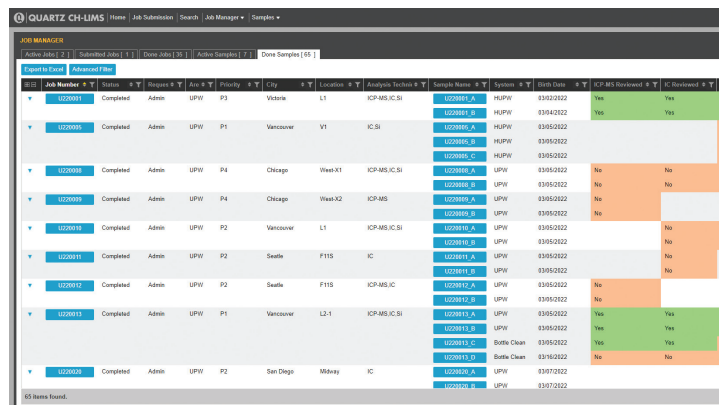 QUARTZ CH-LIMS Home Job Submission Search Job Manager Samples
JOB MANAGER
Active Jobs [ 2 ] Submitted Jobs [ 1 ] Done Jobs [ 35 ] Active Samples [ 7 ] Done Samples [ 65 ]
Export to Excel Advanced Filter
Job Number Status Reques Are Priority City Location Analysis Techni Sample Name System Birth Date ICP-MS Reviewed IC Reviewed
U220001 Completed Admin UPW P3 Victoria L1 ICP-MS,IC,Si U220001_A HUPW 03/02/2022 Yes Yes
U220001_B HUPW 03/04/2022 Yes Yes
U220005 Completed Admin UPW P1 Vancouver V1 IC,Si U220005_A HUPW 03/05/2022
U220005_B HUPW 03/05/2022
U220005_C HUPW 03/05/2022
U220008 Completed Admin UPW P4 Chicago West-X1 ICP-MS,IC,Si U220008_A UPW 03/05/2022 No No
U220008_B UPW 03/05/2022 No No
U220009 Completed Admin UPW P4 Chicago West-X2 ICP-MS U220009_A UPW 03/05/2022 No
U220009_B UPW 03/05/2022 No
U220010 Completed Admin UPW P2 Vancouver L1 ICP-MS,IC,Si U220010_A UPW 03/05/2022 No
U220010_B UPW 03/05/2022 No
U220011 Completed Admin UPW P2 Seatle F11S IC U220011_A UPW 03/05/2022 No
U220011_B UPW 03/05/2022 No
U220012 Completed Admin UPW P2 Seatle F11S ICP-MS,IC U220012_A UPW 03/05/2022 No
U220012_B UPW 03/05/2022 No
U220013 Completed Admin UPW P1 Vancouver L2-1 ICP-MS,IC,Si U220013_A UPW 03/05/2022 Yes Yes
U220013_B UPW 03/05/2022 Yes Yes
U220013_C Bottle Clean 03/05/2022 Yes Yes
U220013_D Bottle Clean 03/16/2022 No No
U220020 Completed Admin UPW P2 San Diego Midway IC U220020_A UPW 03/07/2022
U220020_B UPW 03/07/2022
65 items found.